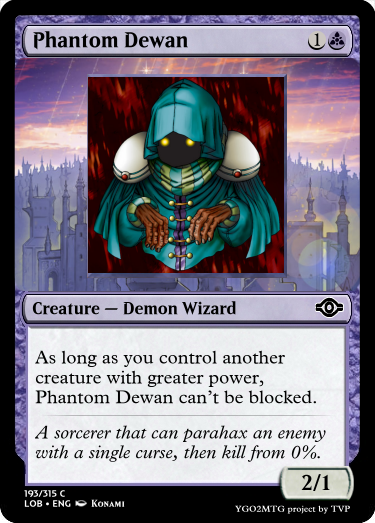 Phantom Dewan 1
Creature — Demon Wizard
As long as you control another
creature with greater power,
Phantom Dewan can't be blocked.
A sorcerer that can parahax an enemy
with a single curse, then kill from 0%.
2/1
193/315 C
LOB • ENG Konami
YGO2MTG project by TVP